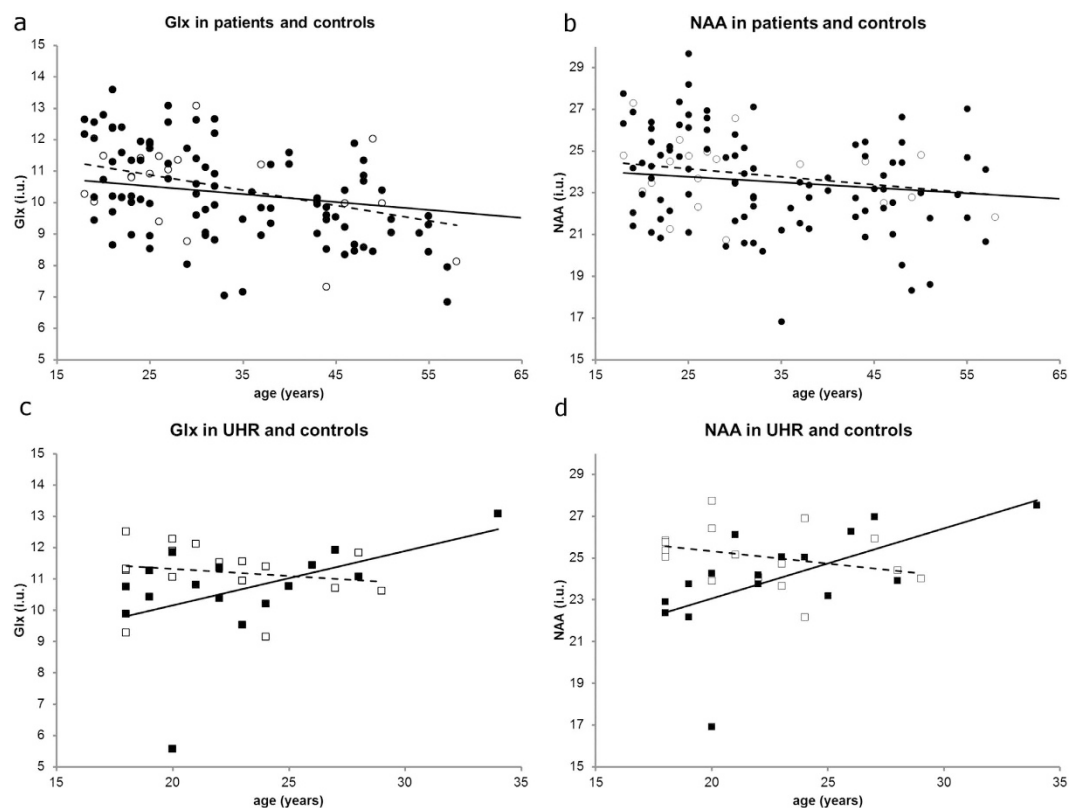 a
Glx in patients and controls
15
14
13
12
11
10
9
8
7
6
5
Glx (i.u.)
15 25 35 45 55 65
age (years)
b
NAA in patients and controls
29
27
25
23
21
19
17
15
NAA (i.u.)
15 25 35 45 55 65
age (years)
c
Glx in UHR and controls
15
14
13
12
11
10
9
8
7
6
5
Glx (i.u.)
15 20 25 30 35
age (years)
d
NAA in UHR and controls
29
27
25
23
21
19
17
15
NAA (i.u.)
15 20 25 30 35
age (years)